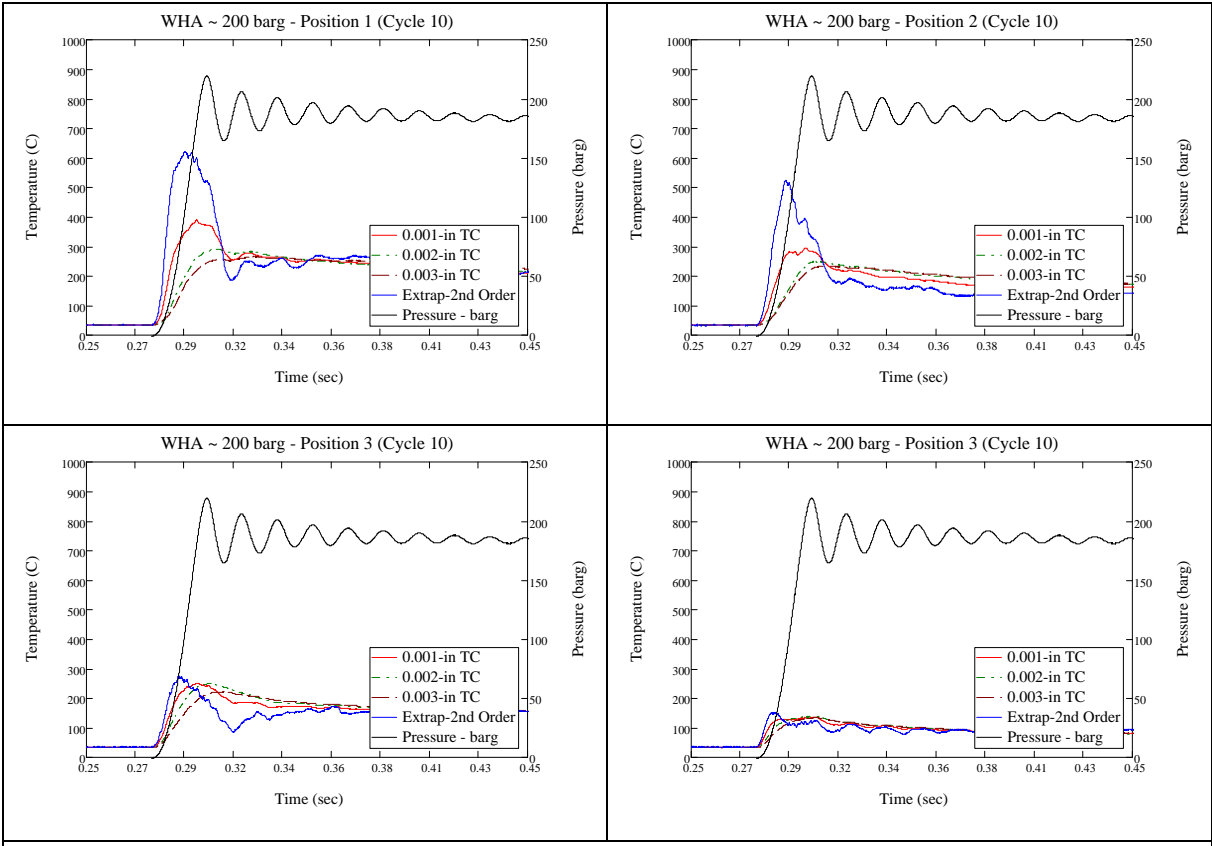 WHA ~ 200 barg - Position 1 (Cycle 10)
1000
900
800
700
600
500
400
300
200
100
0
Temperature (C)
250
200
150
100
50
0
Pressure (barg)
0.001-in TC
0.002-in TC
0.003-in TC
Extrap-2nd Order
Pressure - barg
0.25 0.27 0.29 0.32 0.34 0.36 0.38 0.41 0.43 0.45
Time (sec)
WHA ~ 200 barg - Position 2 (Cycle 10)
1000
900
800
700
600
500
400
300
200
100
0
Temperature (C)
250
200
150
100
50
0
Pressure (barg)
0.001-in TC
0.002-in TC
0.003-in TC
Extrap-2nd Order
Pressure - barg
0.25 0.27 0.29 0.32 0.34 0.36 0.38 0.41 0.43 0.45
Time (sec)
WHA ~ 200 barg - Position 3 (Cycle 10)
1000
900
800
700
600
500
400
300
200
100
0
Temperature (C)
250
200
150
100
50
0
Pressure (barg)
0.001-in TC
0.002-in TC
0.003-in TC
Extrap-2nd Order
Pressure - barg
0.25 0.27 0.29 0.32 0.34 0.36 0.38 0.41 0.43 0.45
Time (sec)
WHA ~ 200 barg - Position 3 (Cycle 10)
1000
900
800
700
600
500
400
300
200
100
0
Temperature (C)
250
200
150
100
50
0
Pressure (barg)
0.001-in TC
0.002-in TC
0.003-in TC
Extrap-2nd Order
Pressure - barg
0.25 0.27 0.29 0.32 0.34 0.36 0.38 0.41 0.43 0.45
Time (sec)